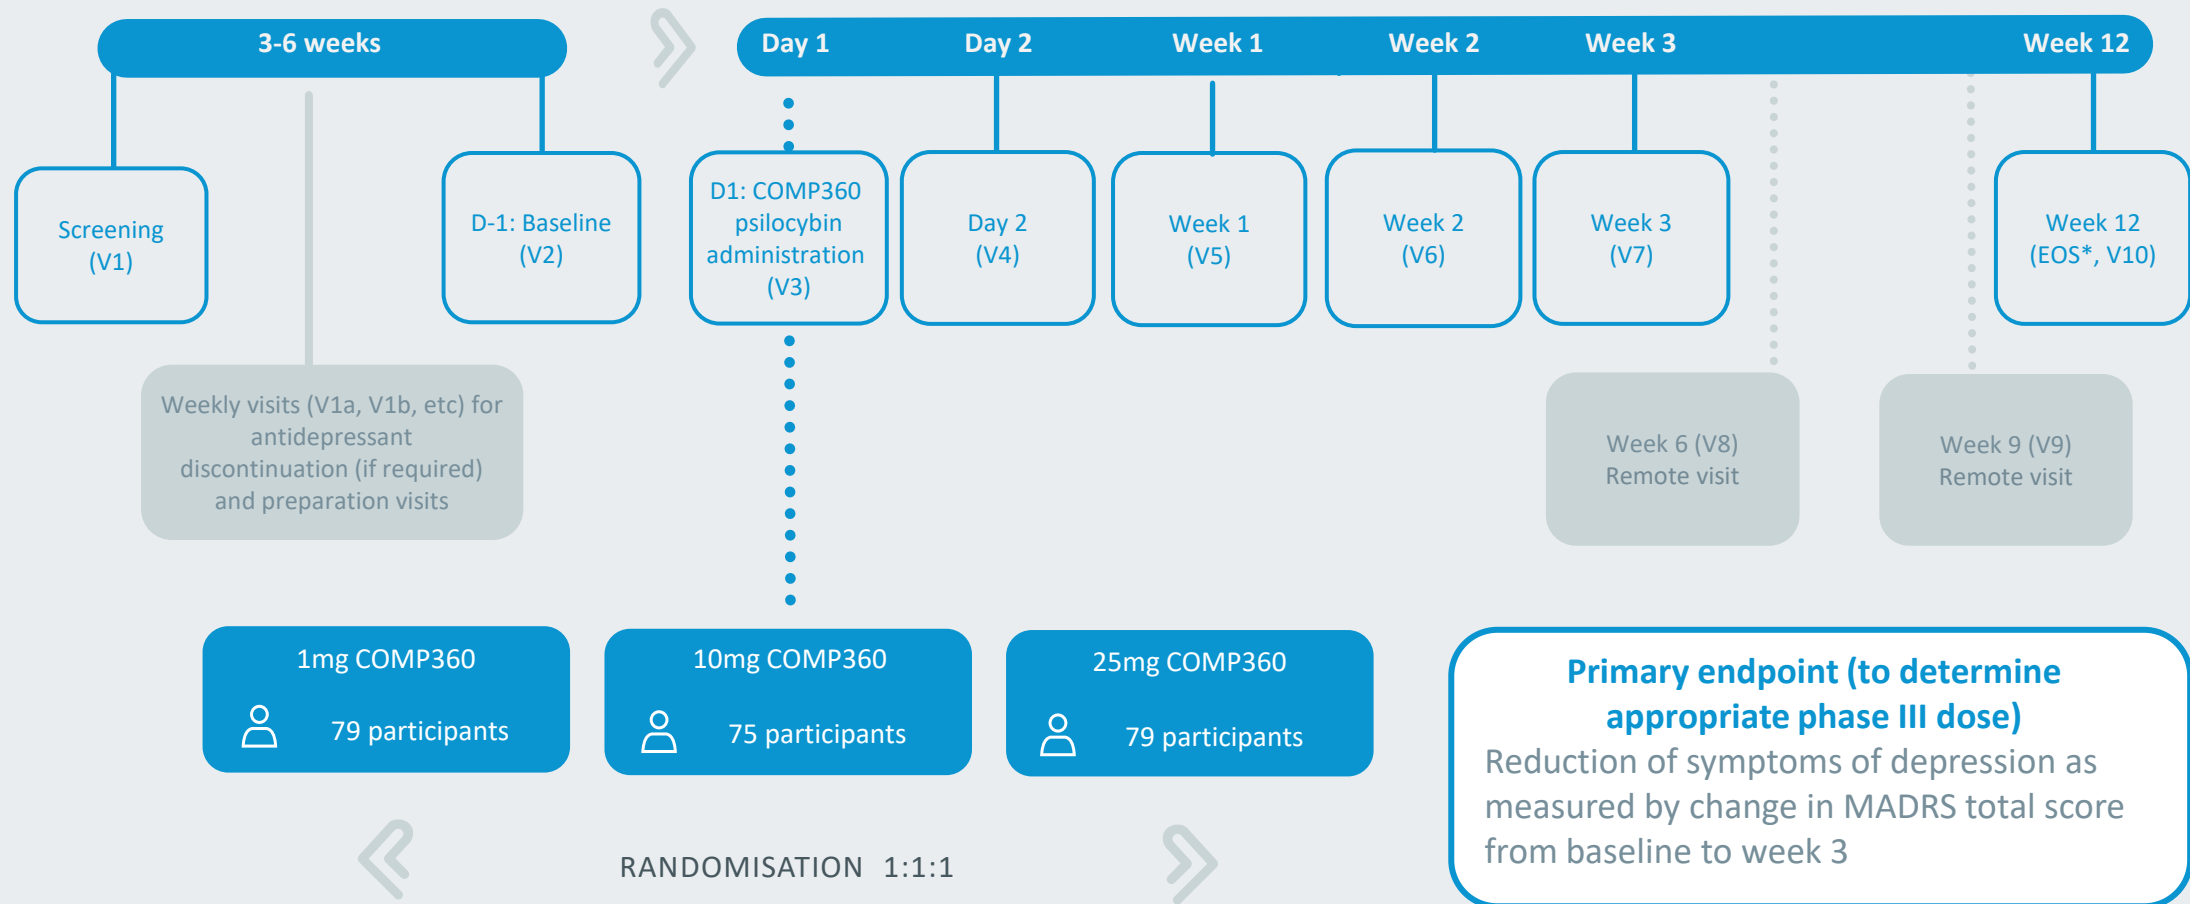 3-6 weeks
Day 1
Day 2
Week 1
Week 2
Week 3
Week 12
Screening
(V1)
D-1: Baseline
(V2)
D1: COMP360
psilocybin
administration
(V3)
Day 2
(V4)
Week 1
(V5)
Week 2
(V6)
Week 3
(V7)
Week 12
(EOS*, V10)
Weekly visits (V1a, V1b, etc) for
antidepressant
discontinuation (if required)
and preparation visits
Week 6 (V8)
Remote visit
Week 9 (V9)
Remote visit
1mg COMP360
79 participants
10mg COMP360
75 participants
25mg COMP360
79 participants
RANDOMISATION 1:1:1
Primary endpoint (to determine
appropriate phase III dose)
Reduction of symptoms of depression as
measured by change in MADRS total score
from baseline to week 3